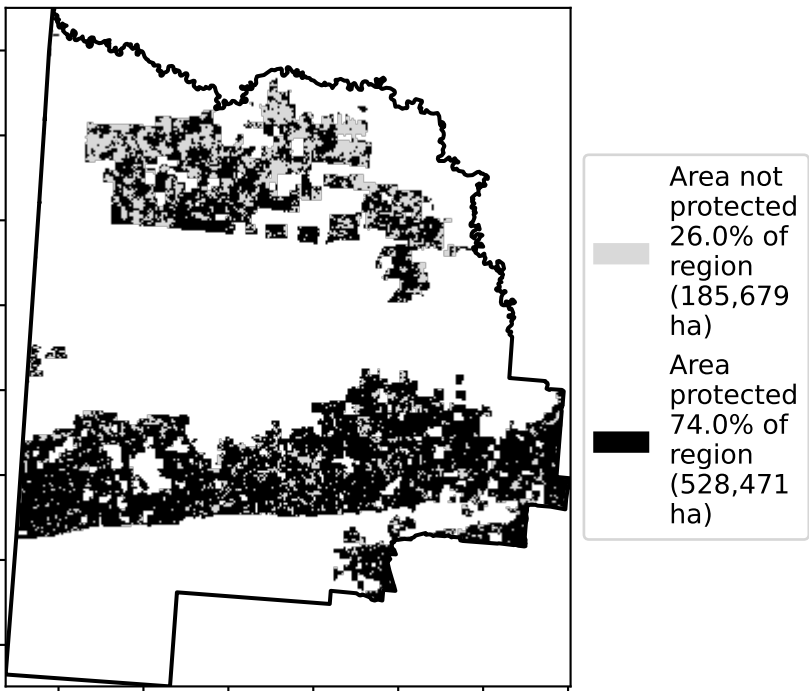 Area not
protected
26.0% of
region
(185,679
ha)
Area
protected
74.0% of
region
(528,471
ha)